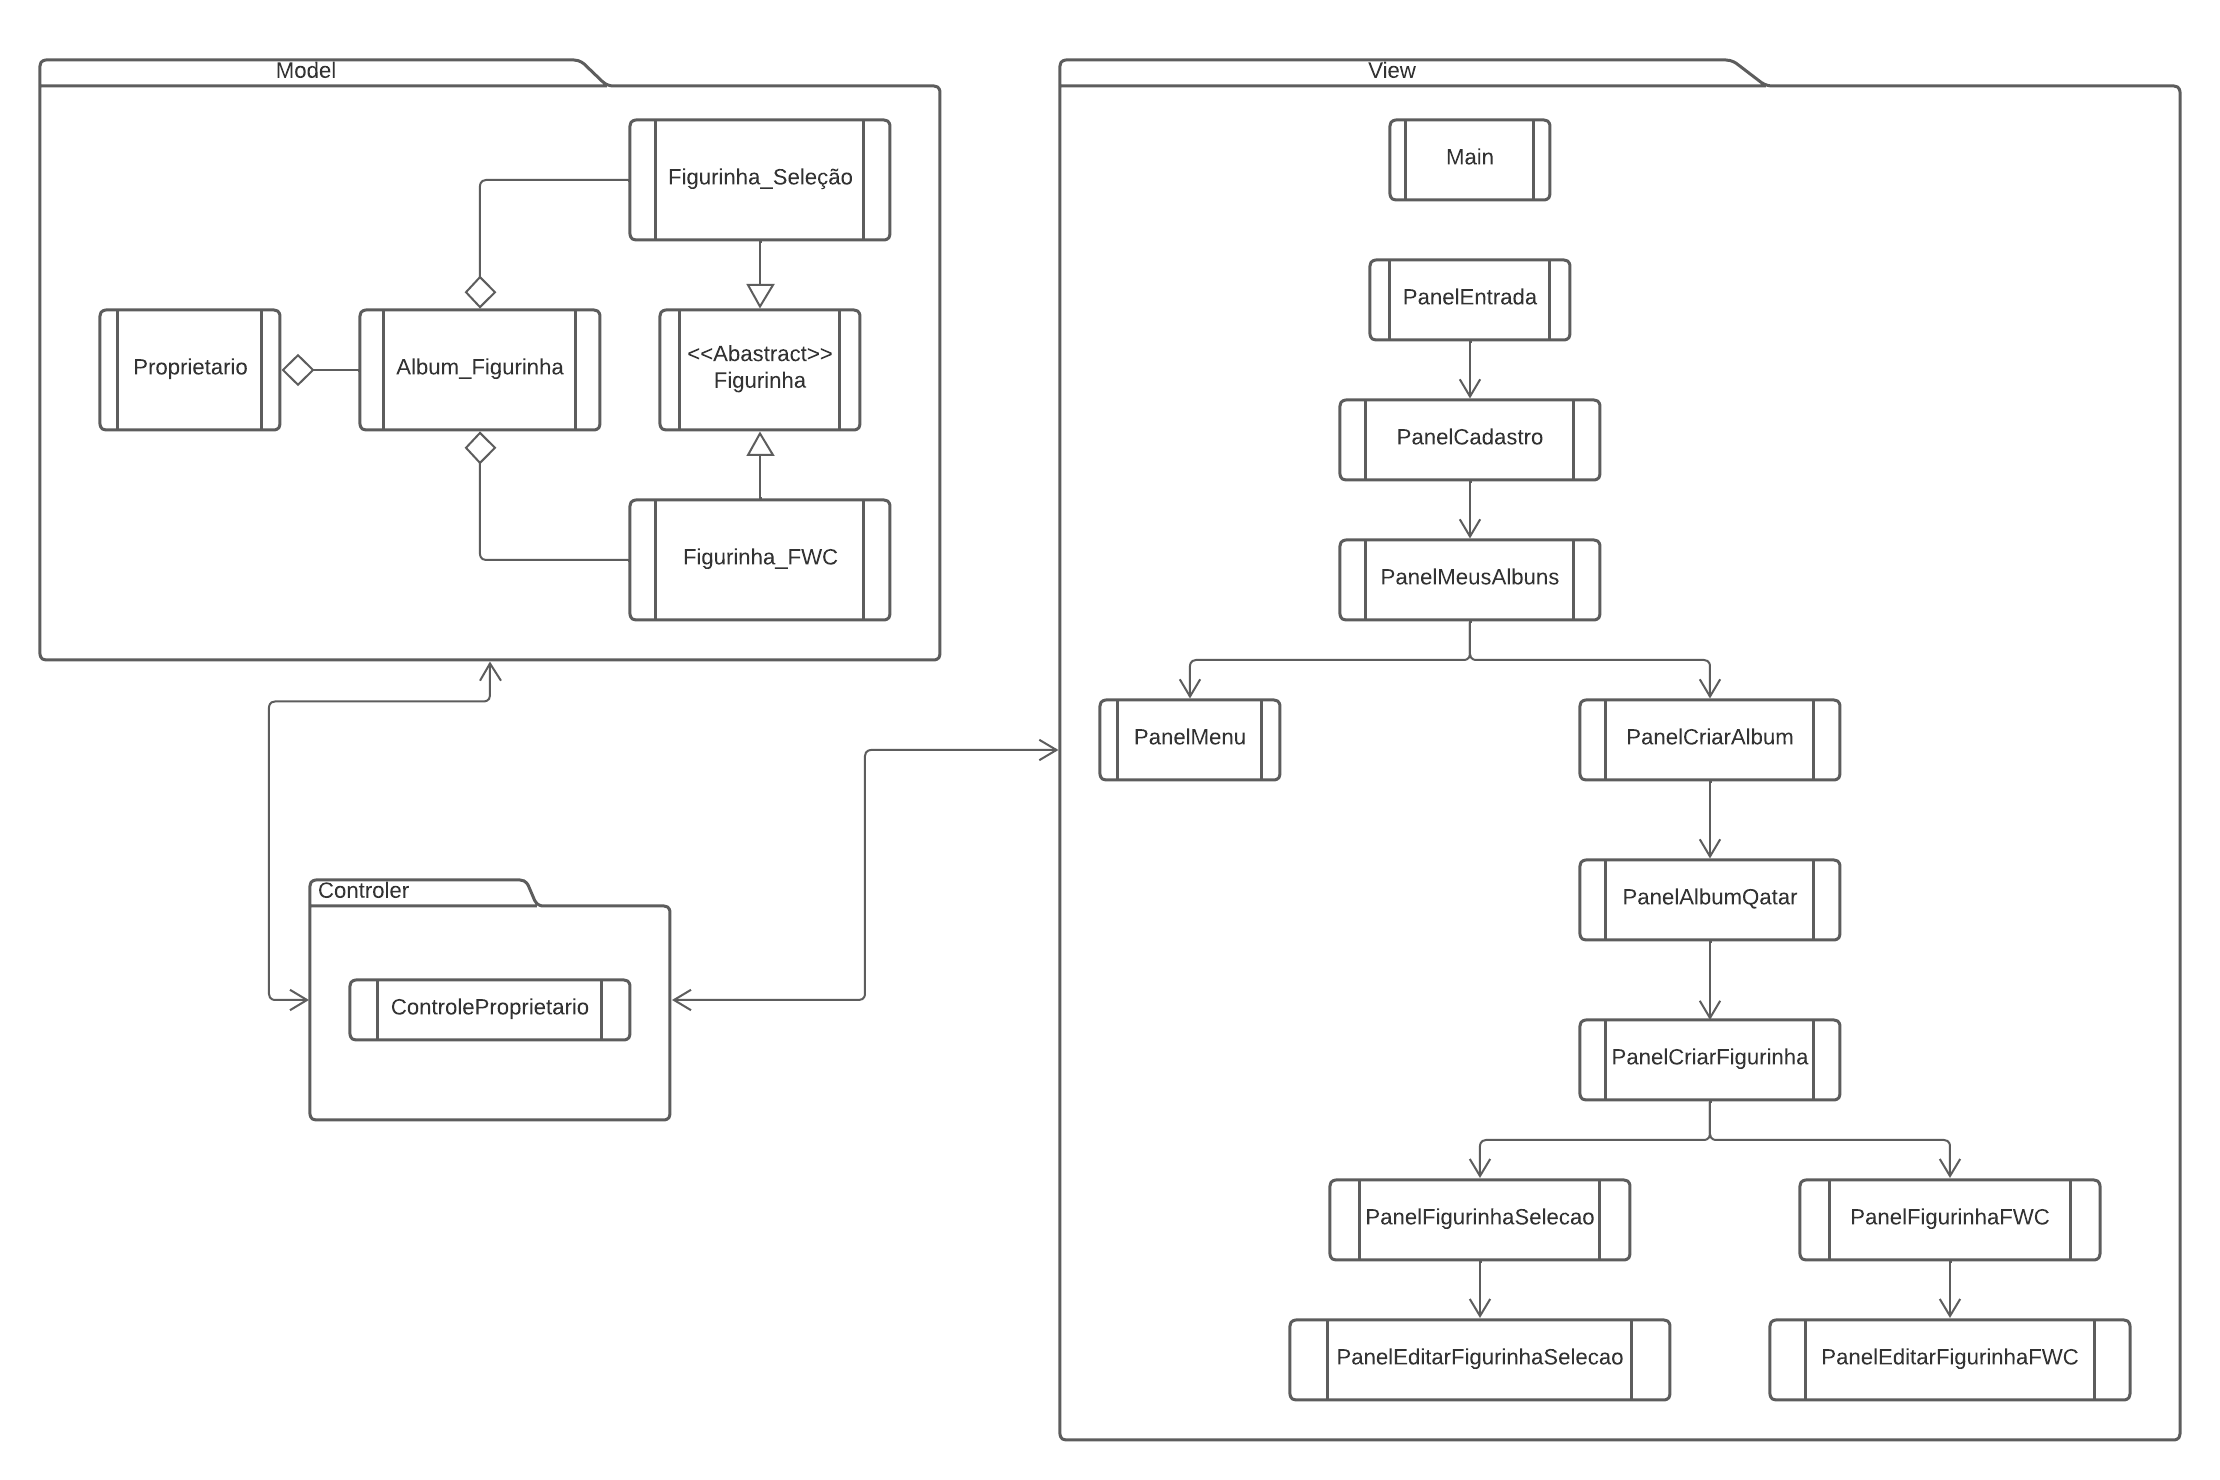 Model
Figurinha_Seleção
Proprietario
Album_Figurinha
<<Abastract>>
Figurinha
Figurinha_FWC
Controler
ControleProprietario
View
Main
PanelEntrada
PanelCadastro
PanelMeusAlbuns
PanelMenu
PanelCriarAlbum
PanelAlbumQatar
PanelCriarFigurinha
PanelFigurinhaSelecao
PanelFigurinhaFWC
PanelEditarFigurinhaSelecao
PanelEditarFigurinhaFWC